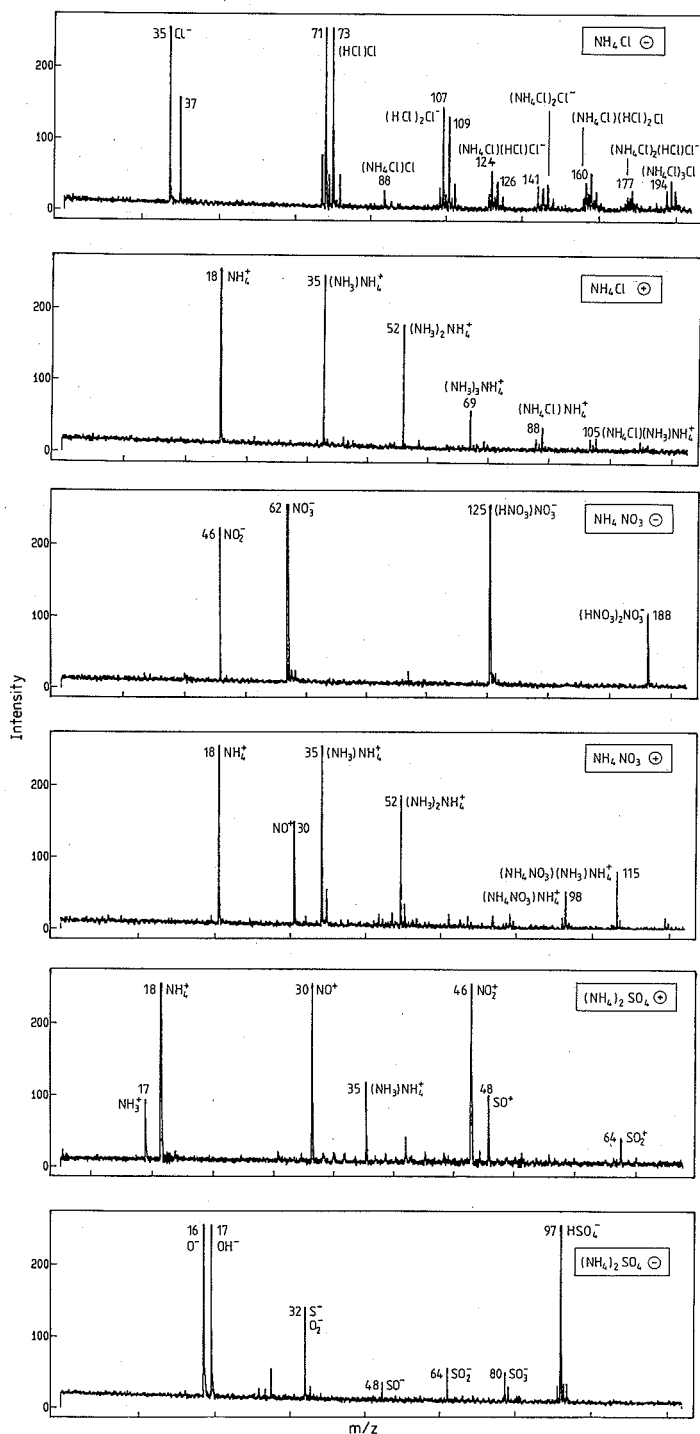 NH₄Cl ⊖
200
100
0
35 Cl⁻
37
71 73
(HCl)Cl
(NH₄Cl)Cl
88
107
(HCl)₂Cl⁻
109
(NH₄Cl)(HCl)Cl⁻
124
126
(NH₄Cl)₂Cl⁻
141
(NH₄Cl)(HCl)₂Cl
160
(NH₄Cl)₂(HCl)Cl⁻
177
(NH₄Cl)₃Cl
194
NH₄Cl ⊕
200
100
0
18 NH₄⁺
35 (NH₃)NH₄⁺
52 (NH₃)₂NH₄⁺
(NH₃)₃NH₄⁺
69
(NH₄Cl)NH₄⁺
88
105 (NH₄Cl)(NH₃)NH₄⁺
NH₄NO₃ ⊖
200
100
0
46 NO₂⁻
62 NO₃⁻
125 (HNO₃)NO₃⁻
(HNO₃)₂NO₃⁻ 188
Intensity
NH₄NO₃ ⊕
200
100
0
18 NH₄⁺
NO⁺ 30
35 (NH₃)NH₄⁺
52 (NH₃)₂NH₄⁺
(NH₄NO₃)(NH₃)NH₄⁺ 115
(NH₄NO₃)NH₄⁺ 98
(NH₄)₂SO₄ ⊕
200
100
0
17
NH₃⁺
18 NH₄⁺
30 NO⁺
35 (NH₃)NH₄⁺
46 NO₂⁺
48
SO⁺
64 SO₂⁺
(NH₄)₂SO₄ ⊖
200
100
0
16 17
O⁻ OH⁻
32 S⁻
O₂⁻
48 SO⁻
64 SO₂⁻
80 SO₃⁻
97 HSO₄⁻
m/z